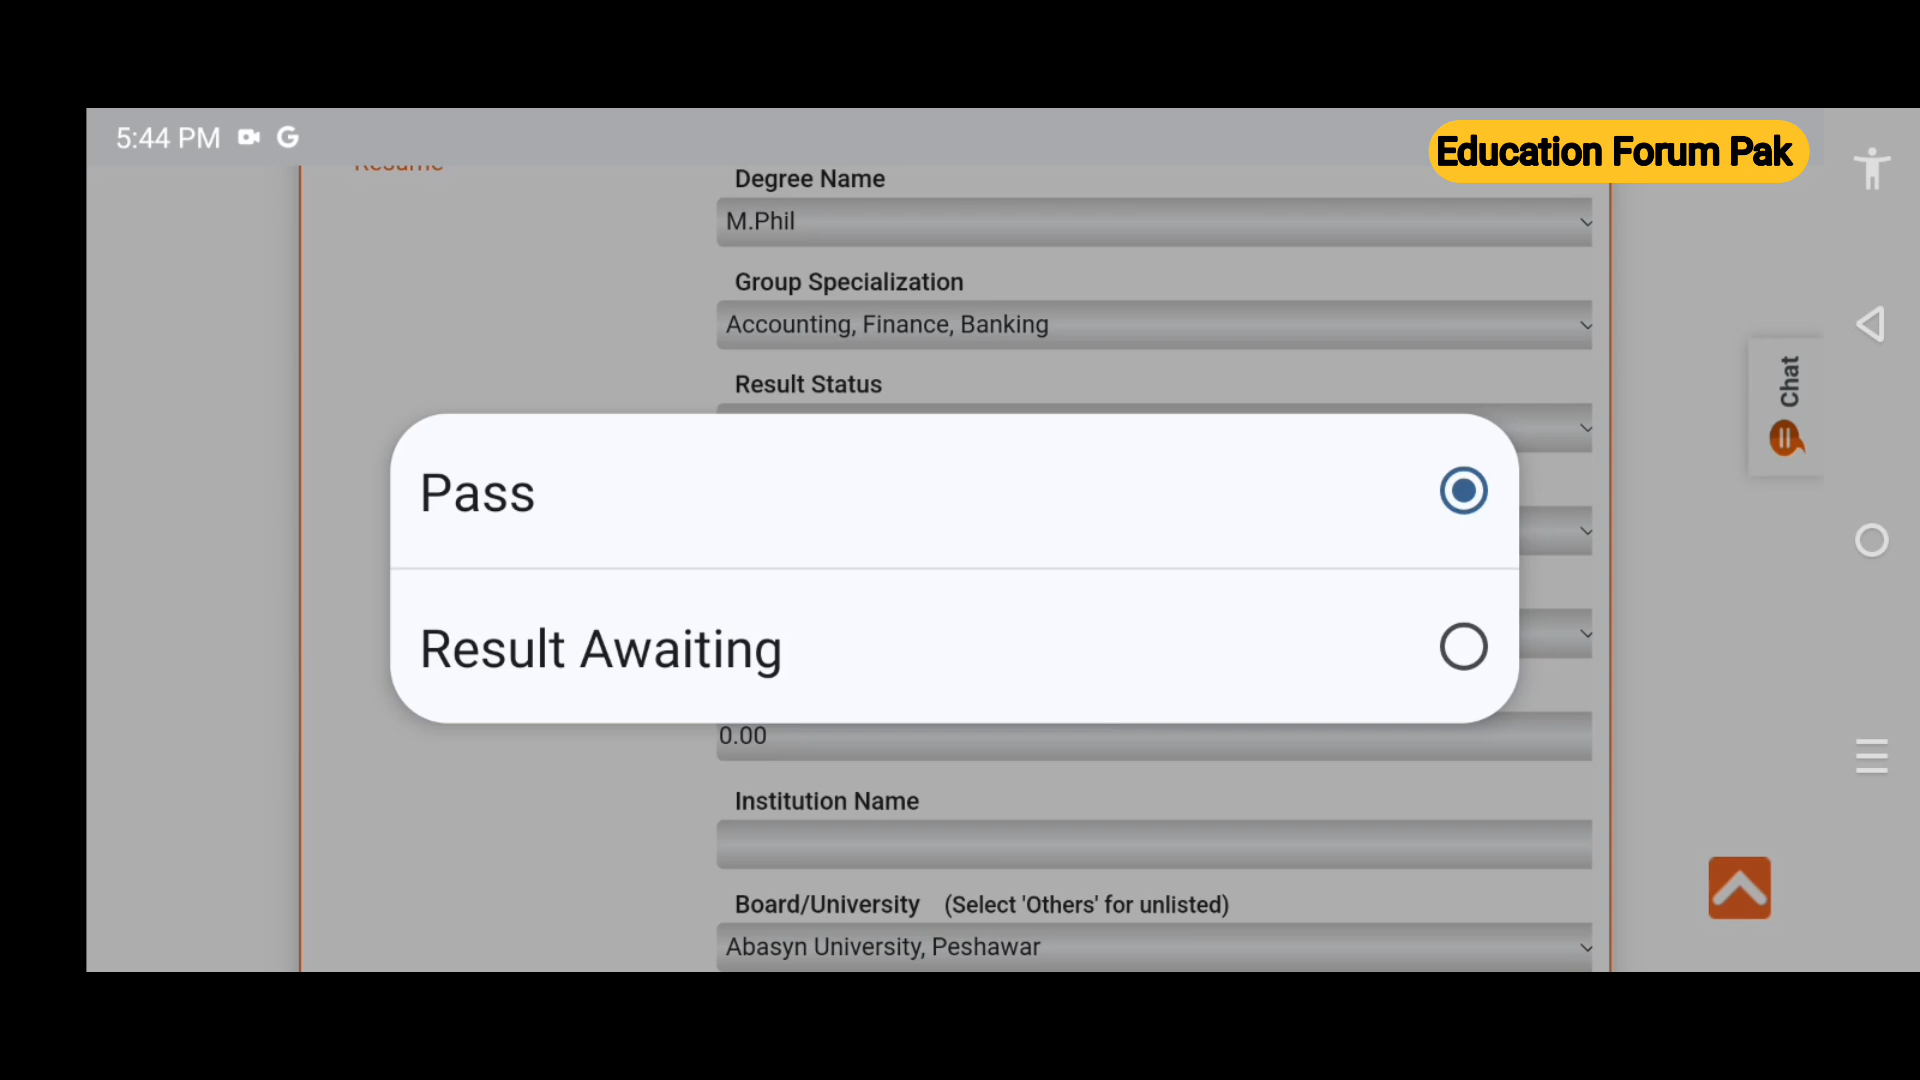 5:44 PM
Education Forum Pak
Resume
Degree Name
M.Phil
Group Specialization
Accounting, Finance, Banking
Result Status
Chat
Pass
Result Awaiting
0.00
Institution Name
Board/University (Select 'Others' for unlisted)
Abasyn University, Peshawar